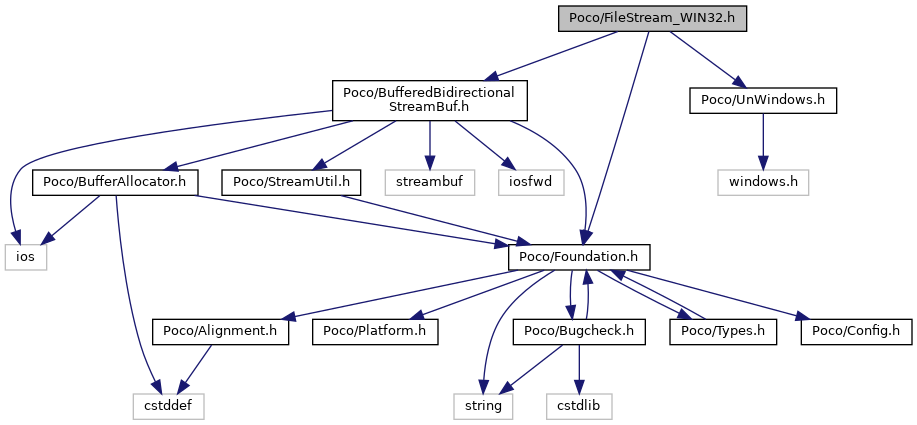 Poco/FileStream_WIN32.h
Poco/BufferedBidirectional
StreamBuf.h
Poco/UnWindows.h
Poco/BufferAllocator.h
Poco/StreamUtil.h
streambuf
iosfwd
windows.h
ios
Poco/Foundation.h
Poco/Alignment.h
Poco/Platform.h
Poco/Bugcheck.h
Poco/Types.h
Poco/Config.h
cstddef
string
cstdlib